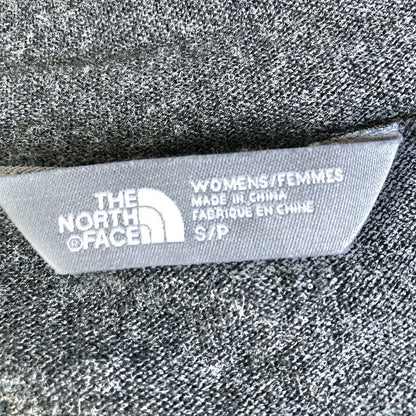 THE
NORTH
FACE®
WOMENS/FEMMES
MADE IN CHINA
FABRIQUE EN CHINE
S/P